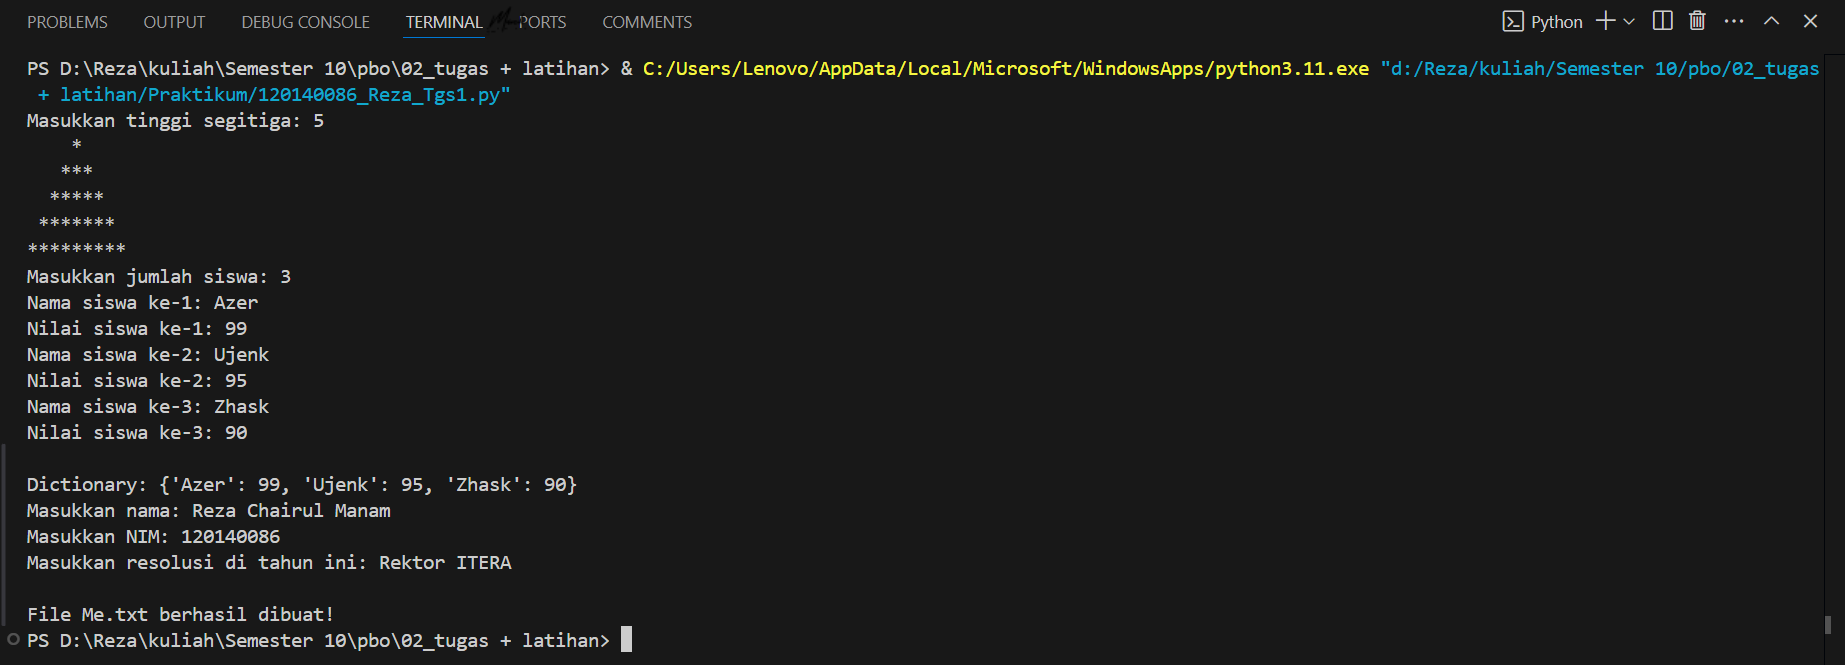 PROBLEMS OUTPUT DEBUG CONSOLE TERMINAL PORTS COMMENTS Python
PS D:\Reza\kuliah\Semester 10\pbo\02_tugas + latihan> & C:/Users/Lenovo/AppData/Local/Microsoft/WindowsApps/python3.11.exe "d:/Reza/kuliah/Semester 10/pbo/02_tugas
 + latihan/Praktikum/120140086_Reza_Tgs1.py"
Masukkan tinggi segitiga: 5
    *
   ***
  *****
 *******
*********
Masukkan jumlah siswa: 3
Nama siswa ke-1: Azer
Nilai siswa ke-1: 99
Nama siswa ke-2: Ujenk
Nilai siswa ke-2: 95
Nama siswa ke-3: Zhask
Nilai siswa ke-3: 90
Dictionary: {'Azer': 99, 'Ujenk': 95, 'Zhask': 90}
Masukkan nama: Reza Chairul Manam
Masukkan NIM: 120140086
Masukkan resolusi di tahun ini: Rektor ITERA
File Me.txt berhasil dibuat!
PS D:\Reza\kuliah\Semester 10\pbo\02_tugas + latihan>